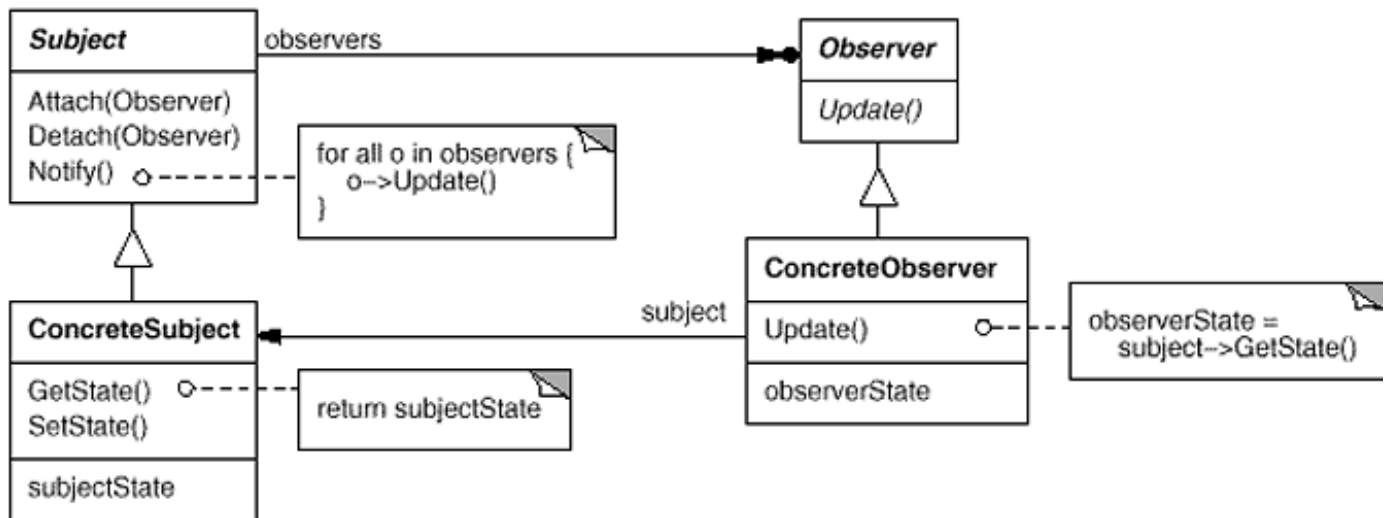 Subject
observers
Observer
Attach(Observer)
Detach(Observer)
Notify()
Update()
for all o in observers {
o->Update()
}
ConcreteSubject
subject
ConcreteObserver
Update()
observerState
observerState =
subject->GetState()
GetState()
SetState()
return subjectState
subjectState